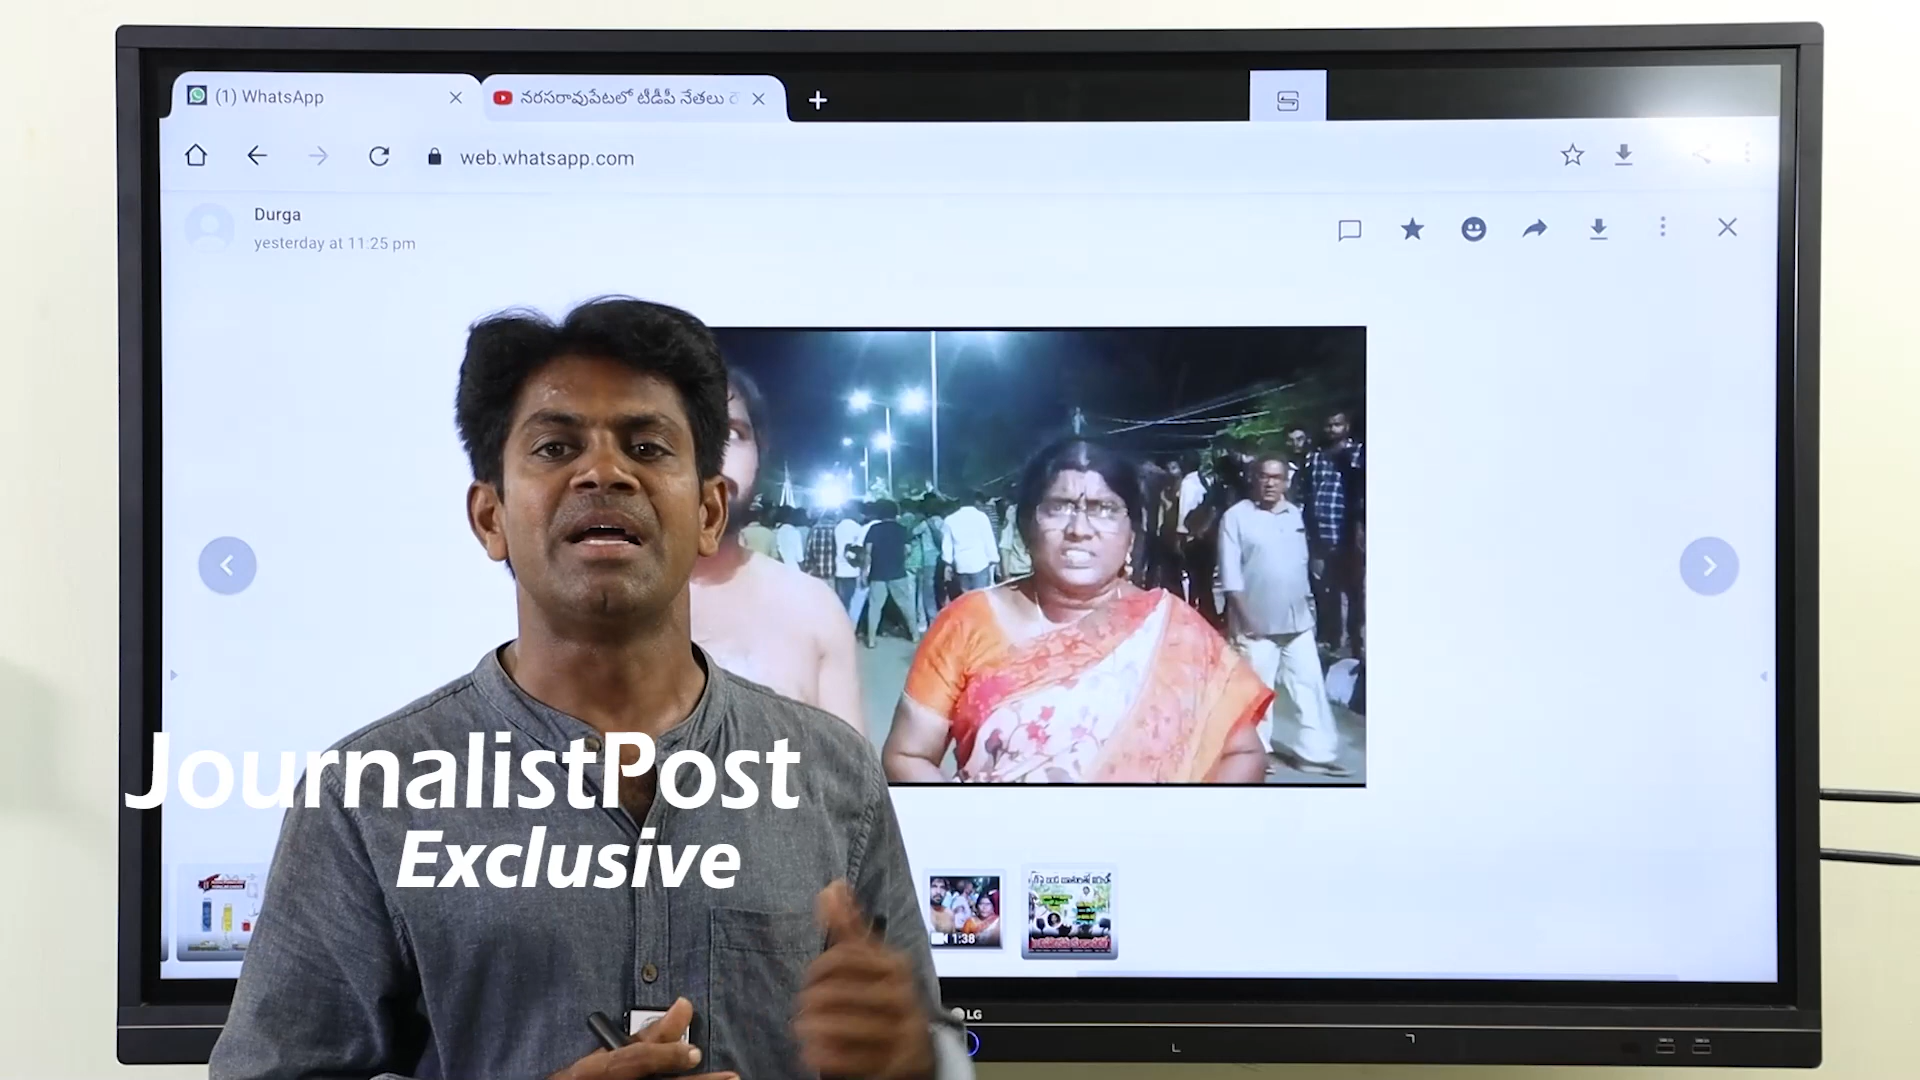 (1) WhatsApp
నరసరావుపేటలో టీడీపీ నేతలు
web.whatsapp.com
Durga
yesterday at 11:25 pm
JournalistPost
Exclusive
1:38
LG